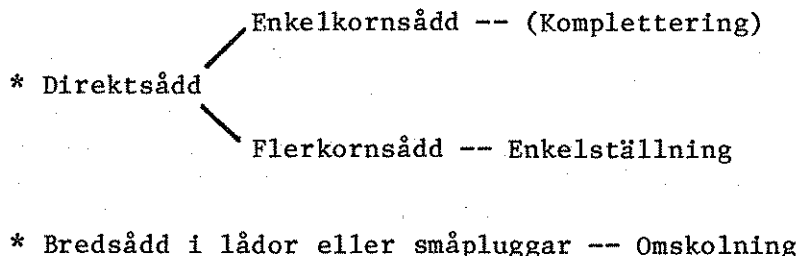 Enkelkornsådd -- (Komplettering)
* Direktsådd
Flerkornsådd -- Enkelställning
* Bredsådd i lådor eller småpluggar -- Omskolning